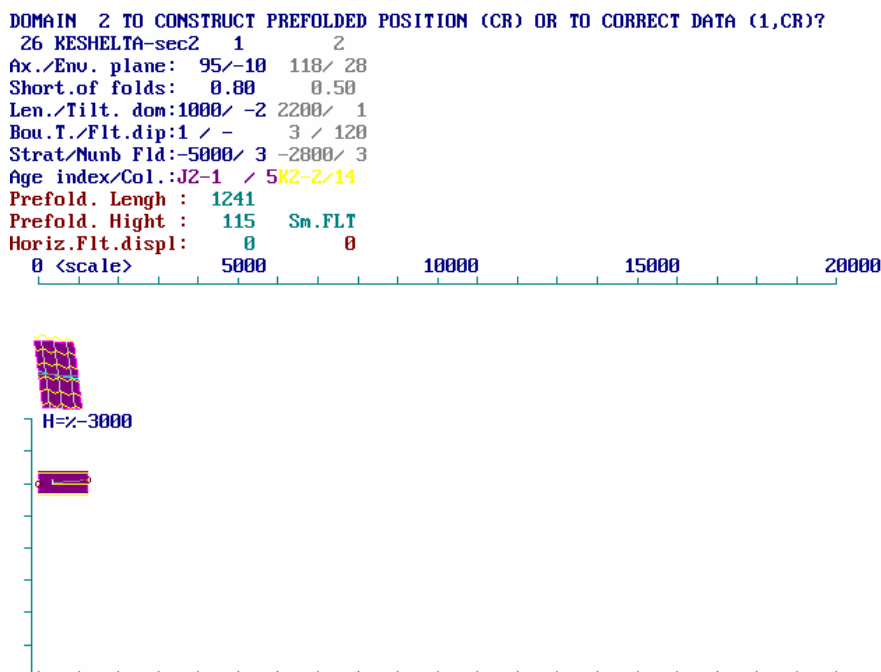 DOMAIN  2 TO CONSTRUCT PREFOLDED POSITION (CR) OR TO CORRECT DATA (1,CR)?
26 KESHELTA-sec2   1         2
Ax./Env. plane:  95/-10  118/ 28
Short.of folds:   0.80     0.50
Len./Tilt. dom:1000/ -2 2200/  1
Bou.T./Flt.dip:1 / -      3 / 120
Strat/Nunb Fld:-5000/ 3 -2800/ 3
Age index/Col.:J2-1  / 5K2-2/14
Prefold. Lengh :  1241
Prefold. Hight :   115   Sm.FLT
Horiz.Flt.displ:     0        0
0 <scale>        5000             10000             15000             20000
H=%-3000